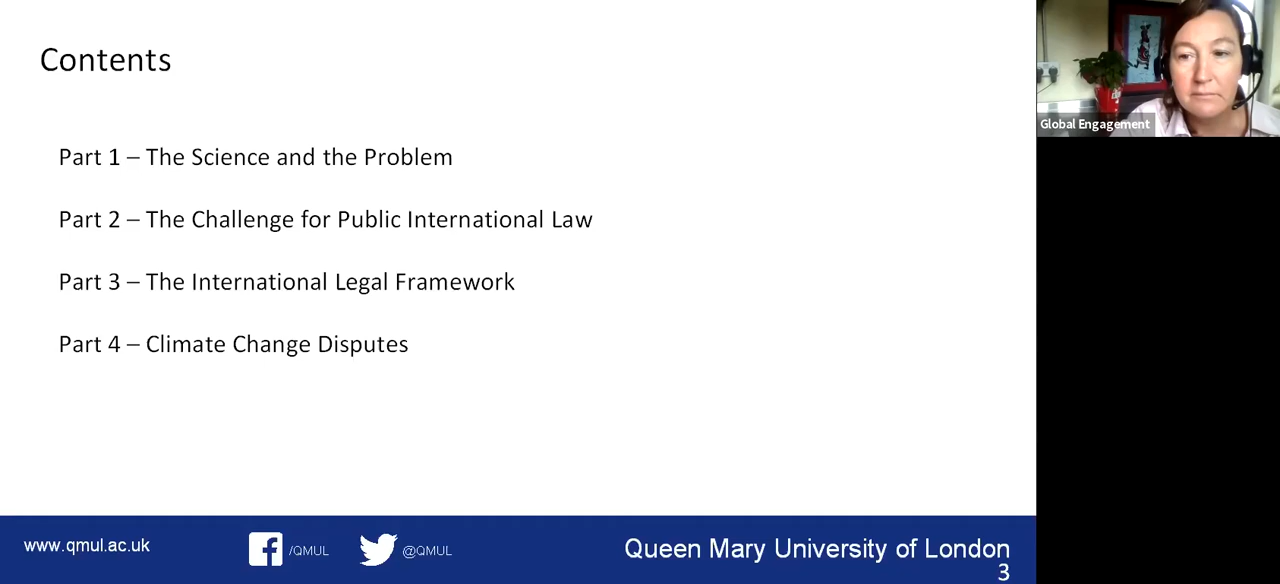 Contents
Part 1 – The Science and the Problem
Part 2 – The Challenge for Public International Law
Part 3 – The International Legal Framework
Part 4 – Climate Change Disputes
Global Engagement
www.qmul.ac.uk
/QMUL
@QMUL
Queen Mary University of London
3